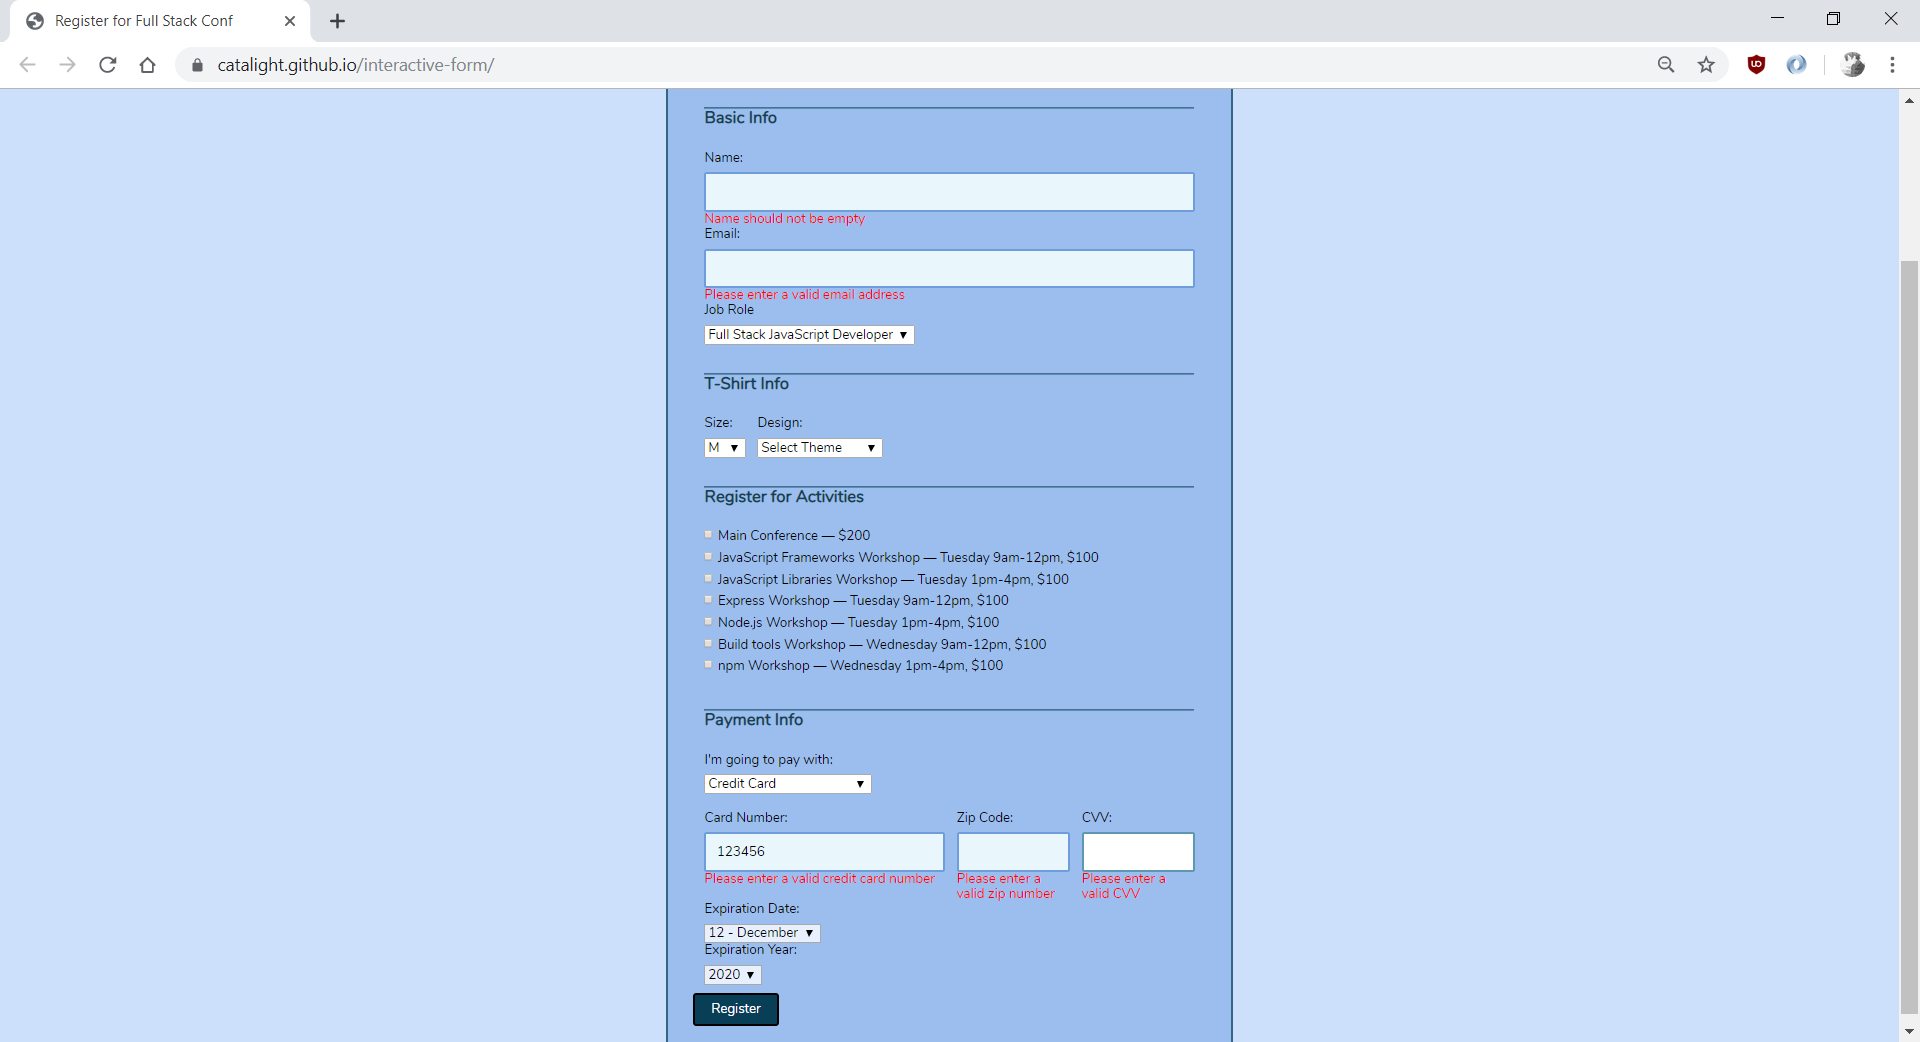 Register for Full Stack Conf
catalight.github.io/interactive-form/
Basic Info
Name:
Name should not be empty
Email:
Please enter a valid email address
Job Role
Full Stack JavaScript Developer
T-Shirt Info
Size: Design:
M Select Theme
Register for Activities
Main Conference — $200
JavaScript Frameworks Workshop — Tuesday 9am-12pm, $100
JavaScript Libraries Workshop — Tuesday 1pm-4pm, $100
Express Workshop — Tuesday 9am-12pm, $100
Node.js Workshop — Tuesday 1pm-4pm, $100
Build tools Workshop — Wednesday 9am-12pm, $100
npm Workshop — Wednesday 1pm-4pm, $100
Payment Info
I'm going to pay with:
Credit Card
Card Number: Zip Code: CVV:
123456
Please enter a valid credit card number Please enter a Please enter a
valid zip number valid CVV
Expiration Date:
12 - December
Expiration Year:
2020
Register